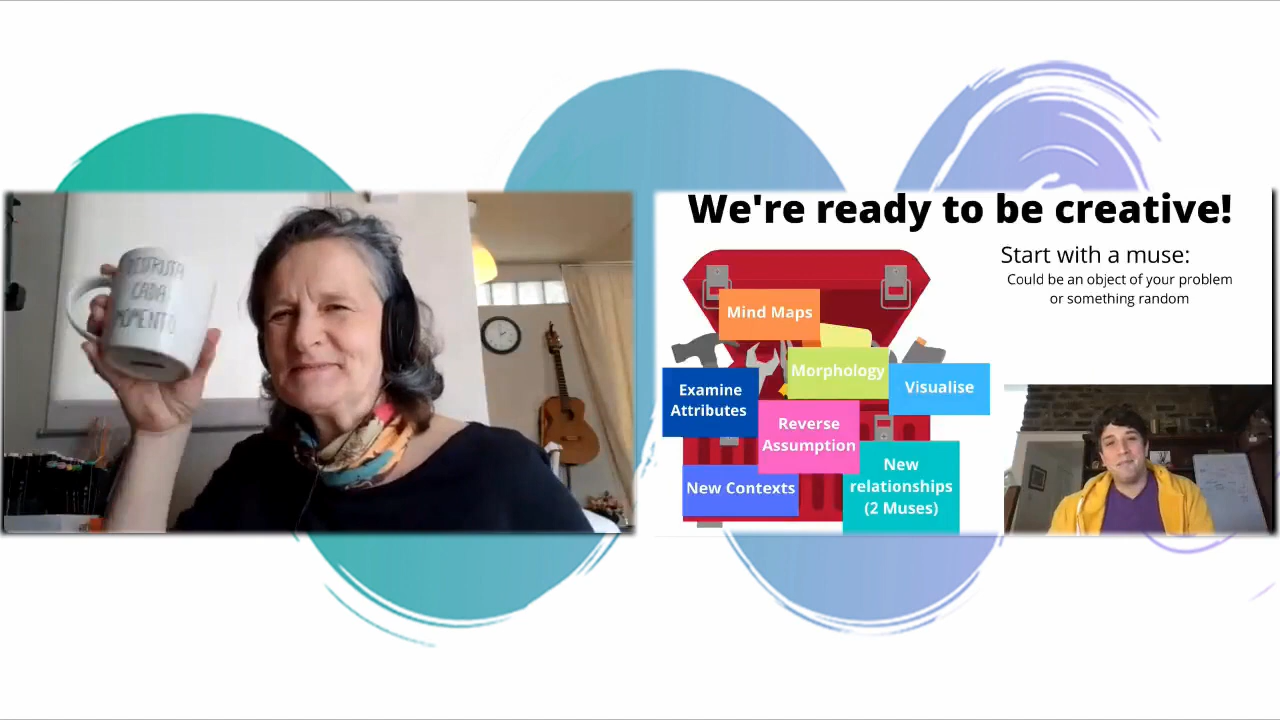 DISFRUTA
CADA
MOMENTO
We're ready to be creative!
Start with a muse:
Could be an object of your problem
or something random
Mind Maps
Morphology
Visualise
Examine
Attributes
Reverse
Assumption
New Contexts
New
relationships
(2 Muses)